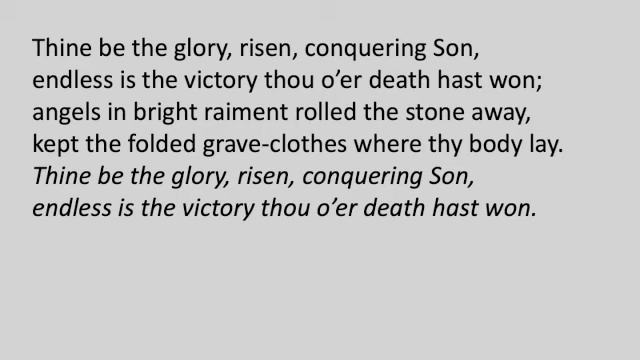 Thine be the glory, risen, conquering Son,
endless is the victory thou o’er death hast won;
angels in bright raiment rolled the stone away,
kept the folded grave-clothes where thy body lay.
Thine be the glory, risen, conquering Son,
endless is the victory thou o’er death hast won.